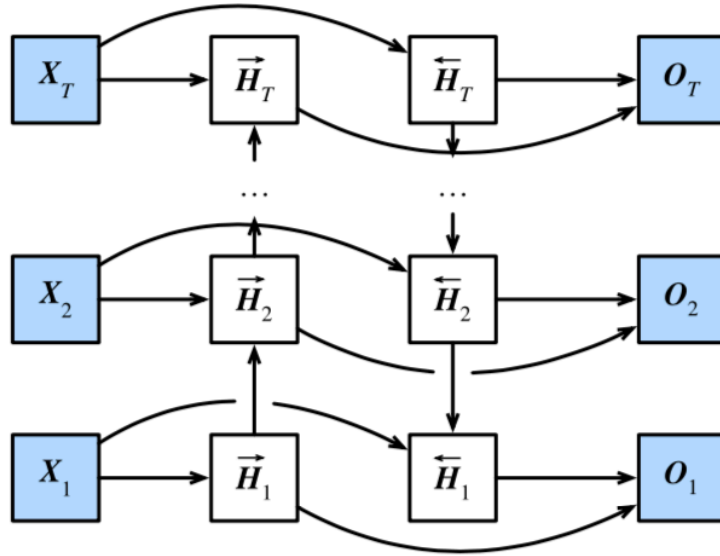 X_T →H_T ←H_T O_T
... ...
X_2 →H_2 ←H_2 O_2
X_1 →H_1 ←H_1 O_1